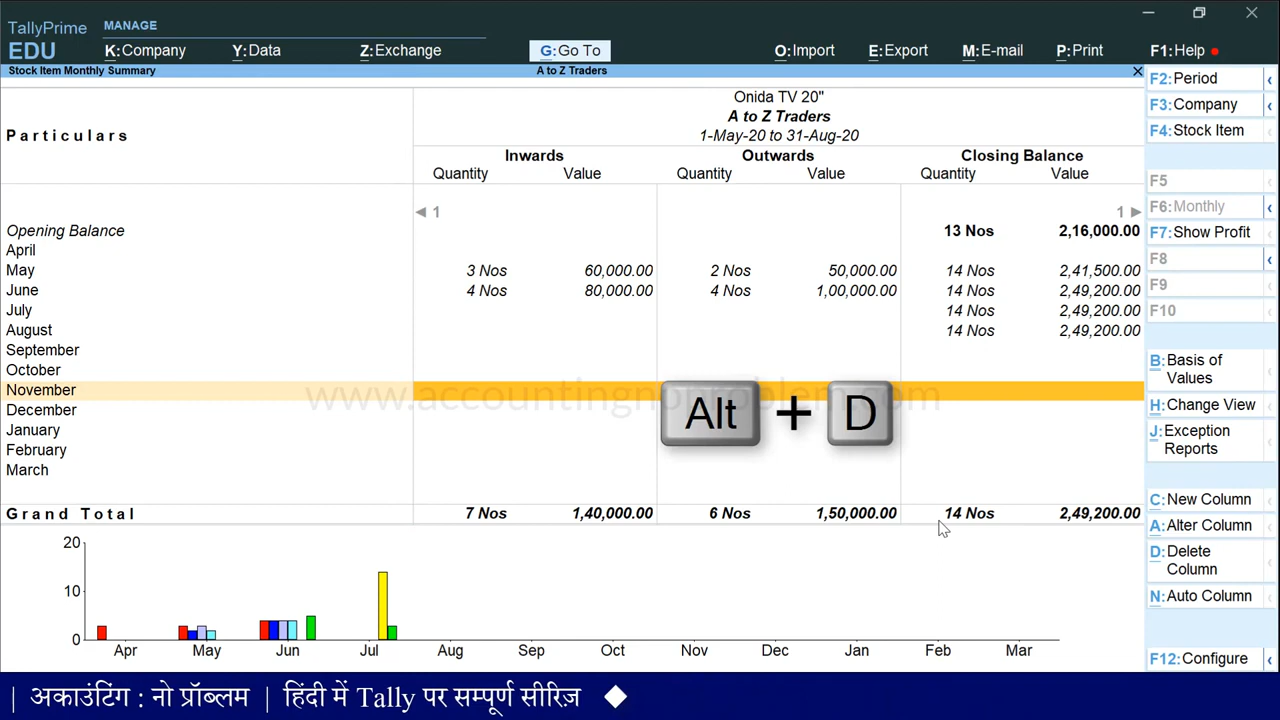 TallyPrime MANAGE
EDU K:Company Y:Data Z:Exchange G:Go To O:Import E:Export M:E-mail P:Print F1:Help
Stock Item Monthly Summary A to Z Traders
F2:Period
F3:Company
F4:Stock Item
F5
F6:Monthly
F7:Show Profit
F8
F9
F10
B:Basis of
Values
H:Change View
J:Exception
Reports
C:New Column
A:Alter Column
D:Delete
Column
N:Auto Column
F12:Configure
Onida TV 20"
A to Z Traders
1-May-20 to 31-Aug-20
Particulars
Inwards Outwards Closing Balance
Quantity Value Quantity Value Quantity Value
◀ 1 1 ▶
Opening Balance 13 Nos 2,16,000.00
April
May 3 Nos 60,000.00 2 Nos 50,000.00 14 Nos 2,41,500.00
June 4 Nos 80,000.00 4 Nos 1,00,000.00 14 Nos 2,49,200.00
July 14 Nos 2,49,200.00
August 14 Nos 2,49,200.00
September
October
November
www.accountingnoproblem.com
December
January
February
March
Alt + D
Grand Total 7 Nos 1,40,000.00 6 Nos 1,50,000.00 14 Nos 2,49,200.00
20
10
0
Apr May Jun Jul Aug Sep Oct Nov Dec Jan Feb Mar
| अकाउंटिंग : नो प्रॉब्लम | हिंदी में Tally पर सम्पूर्ण सीरिज़ ◆